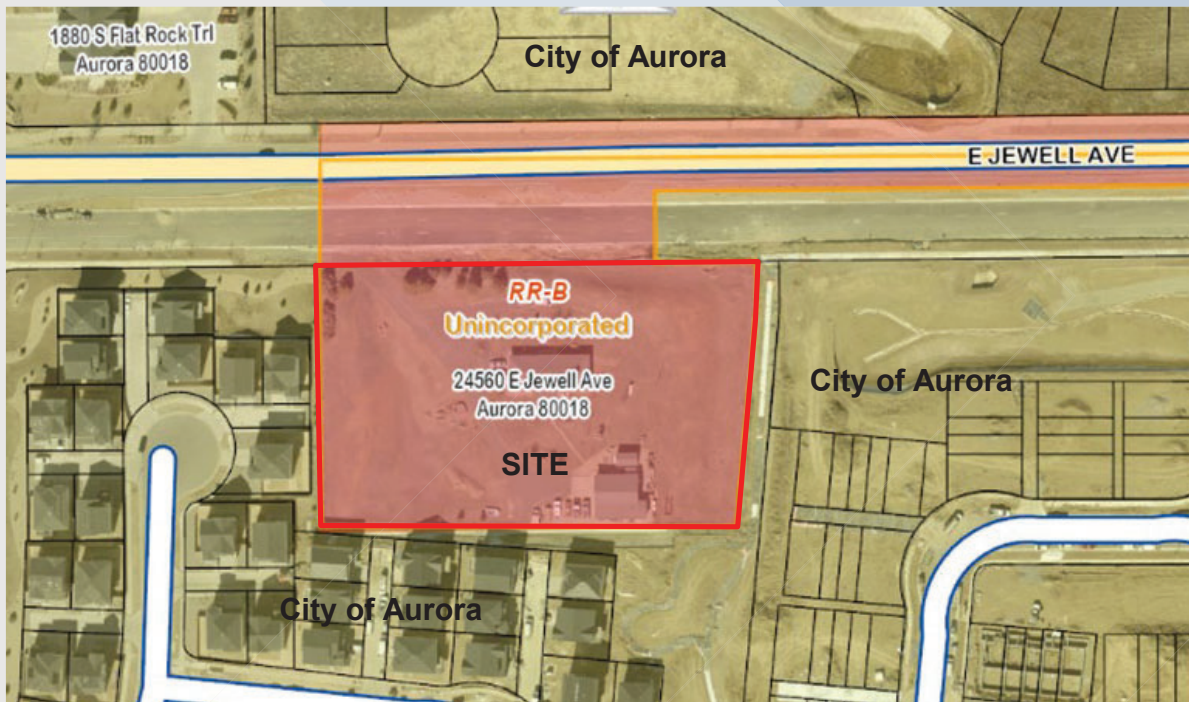 1880 S Flat Rock Trl
Aurora 80018
City of Aurora
E JEWELL AVE
RR-B
Unincorporated
24560 E Jewell Ave
Aurora 80018
SITE
City of Aurora
City of Aurora